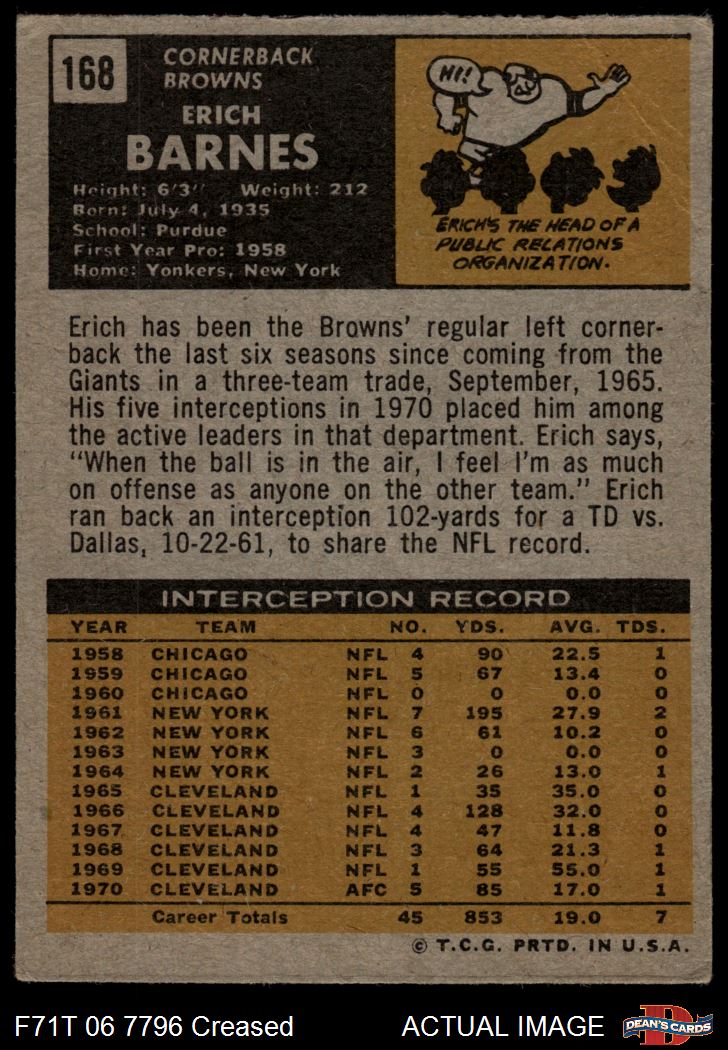 168
CORNERBACK
BROWNS
ERICH
BARNES
Height: 6'3" Weight: 212
Born: July 4, 1935
School: Purdue
First Year Pro: 1958
Home: Yonkers, New York
HI!
ERICH'S THE HEAD OF A
PUBLIC RELATIONS
ORGANIZATION.
Erich has been the Browns' regular left corner-
back the last six seasons since coming from the
Giants in a three-team trade, September, 1965.
His five interceptions in 1970 placed him among
the active leaders in that department. Erich says,
"When the ball is in the air, I feel I'm as much
on offense as anyone on the other team." Erich
ran back an interception 102-yards for a TD vs.
Dallas, 10-22-61, to share the NFL record.
INTERCEPTION RECORD
YEAR TEAM NO. YDS. AVG. TDS.
1958 CHICAGO NFL 4 90 22.5 1
1959 CHICAGO NFL 5 67 13.4 0
1960 CHICAGO NFL 0 0 0.0 0
1961 NEW YORK NFL 7 195 27.9 2
1962 NEW YORK NFL 6 61 10.2 0
1963 NEW YORK NFL 3 0 0.0 0
1964 NEW YORK NFL 2 26 13.0 1
1965 CLEVELAND NFL 1 35 35.0 0
1966 CLEVELAND NFL 4 128 32.0 0
1967 CLEVELAND NFL 4 47 11.8 0
1968 CLEVELAND NFL 3 64 21.3 1
1969 CLEVELAND NFL 1 55 55.0 1
1970 CLEVELAND AFC 5 85 17.0 1
Career Totals 45 853 19.0 7
© T.C.G. PRTD. IN U.S.A.
F71T 06 7796 Creased ACTUAL IMAGE
D
DEAN'S CARDS